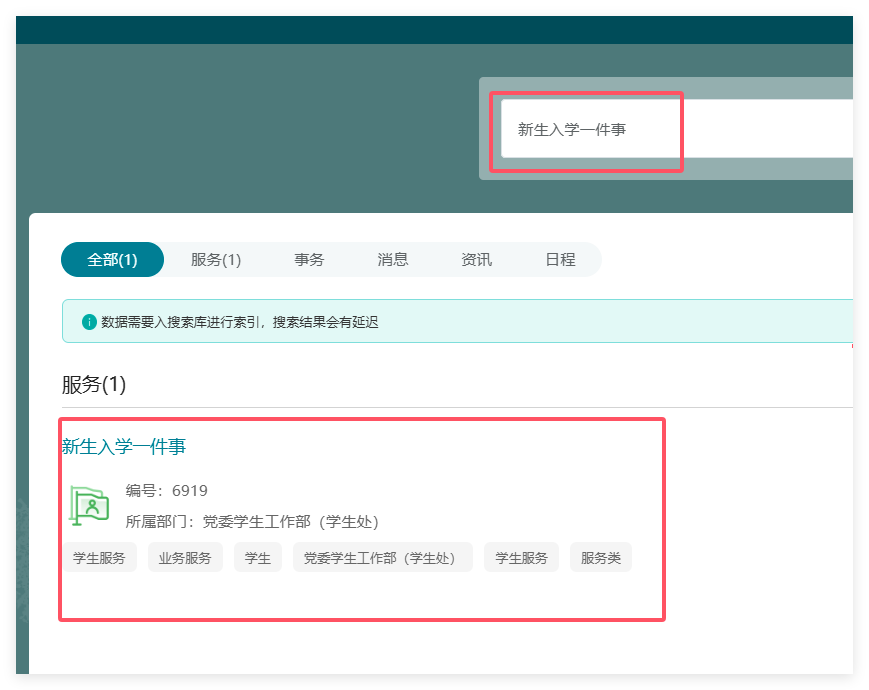 新生入学一件事
全部(1) 服务(1) 事务 消息 资讯 日程
数据需要入搜索库进行索引，搜索结果会有延迟
服务(1)
新生入学一件事
编号：6919
所属部门：党委学生工作部（学生处）
学生服务 业务服务 学生 党委学生工作部（学生处） 学生服务 服务类